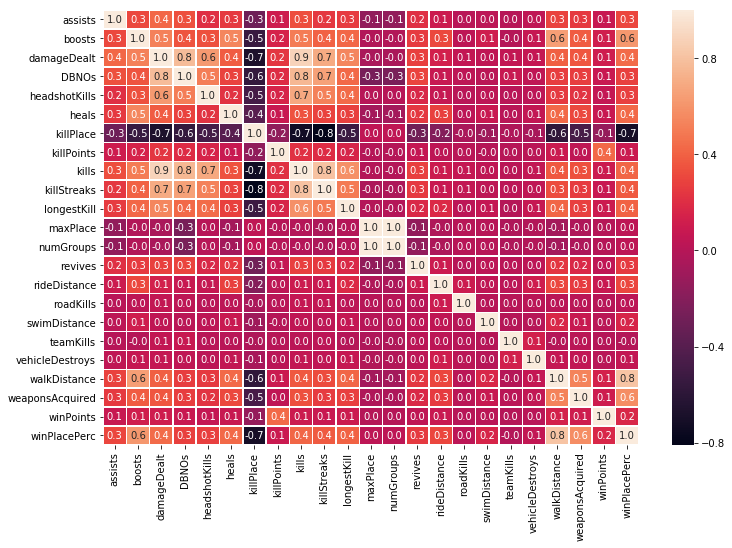 assists 1.0 0.3 0.4 0.3 0.2 0.3 -0.3 0.1 0.3 0.2 0.3 -0.1 -0.1 0.2 0.1 0.0 0.0 0.0 0.0 0.3 0.3 0.1 0.3
boosts 0.3 1.0 0.5 0.4 0.3 0.5 -0.5 0.2 0.5 0.4 0.4 -0.0 -0.0 0.3 0.3 0.0 0.1 -0.0 0.1 0.6 0.4 0.1 0.6
damageDealt 0.4 0.5 1.0 0.8 0.6 0.4 -0.7 0.2 0.9 0.7 0.5 -0.0 -0.0 0.3 0.1 0.0 0.0 0.1 0.1 0.4 0.4 0.1 0.4
DBNOs 0.3 0.4 0.8 1.0 0.5 0.3 -0.6 0.2 0.8 0.7 0.4 -0.3 -0.3 0.3 0.1 0.0 0.0 0.1 0.0 0.3 0.3 0.1 0.3
headshotKills 0.2 0.3 0.6 0.5 1.0 0.2 -0.5 0.2 0.7 0.5 0.4 -0.0 0.0 0.2 0.1 0.0 0.0 0.0 0.0 0.3 0.2 0.1 0.3
heals 0.3 0.5 0.4 0.3 0.2 1.0 -0.4 0.1 0.3 0.3 0.3 -0.1 -0.1 0.2 0.3 0.0 0.1 0.0 0.0 0.4 0.3 0.1 0.4
killPlace -0.3 -0.5 -0.7 -0.6 -0.5 -0.4 1.0 -0.2 -0.7 -0.8 -0.5 0.0 0.0 -0.3 -0.2 -0.0 -0.1 -0.0 -0.1 -0.6 -0.5 -0.1 -0.7
killPoints 0.1 0.2 0.2 0.2 0.2 0.1 -0.2 1.0 0.2 0.2 0.2 -0.0 -0.0 0.1 0.0 0.0 -0.0 0.0 0.0 0.1 0.0 0.4 0.1
kills 0.3 0.5 0.9 0.8 0.7 0.3 -0.7 0.2 1.0 0.8 0.6 -0.0 -0.0 0.3 0.1 0.1 0.0 0.0 0.1 0.4 0.3 0.1 0.4
killStreaks 0.2 0.4 0.7 0.7 0.5 0.3 -0.8 0.2 0.8 1.0 0.5 -0.0 -0.0 0.3 0.1 0.1 0.0 0.0 0.0 0.3 0.3 0.1 0.4
longestKill 0.3 0.4 0.5 0.4 0.4 0.3 -0.5 0.2 0.6 0.5 1.0 -0.0 -0.0 0.2 0.2 0.0 0.1 0.0 0.1 0.4 0.3 0.1 0.4
maxPlace -0.1 -0.0 -0.0 -0.3 -0.0 -0.1 0.0 -0.0 -0.0 -0.0 -0.0 1.0 1.0 -0.1 -0.0 0.0 0.0 0.0 -0.0 -0.1 -0.0 0.0 0.0
numGroups -0.1 -0.0 -0.0 -0.3 0.0 -0.1 0.0 -0.0 -0.0 -0.0 -0.0 1.0 1.0 -0.1 -0.0 0.0 0.0 0.0 -0.0 -0.1 -0.0 0.0 0.0
revives 0.2 0.3 0.3 0.3 0.2 0.2 -0.3 0.1 0.3 0.3 0.2 -0.1 -0.1 1.0 0.1 0.0 0.0 0.0 0.0 0.2 0.2 0.0 0.3
rideDistance 0.1 0.3 0.1 0.1 0.1 0.3 -0.2 0.0 0.1 0.1 0.2 -0.0 -0.0 0.1 1.0 0.1 0.0 0.0 0.1 0.3 0.3 0.1 0.3
roadKills 0.0 0.0 0.0 0.0 0.0 0.0 -0.0 0.0 0.1 0.1 0.0 0.0 0.0 0.0 0.1 1.0 0.0 0.0 0.0 0.0 0.0 0.0 0.0
swimDistance 0.0 0.1 0.0 0.0 0.0 0.1 -0.1 -0.0 0.0 0.0 0.1 0.0 0.0 0.0 0.0 0.0 1.0 0.0 0.0 0.2 0.1 0.0 0.2
teamKills 0.0 -0.0 0.1 0.1 0.0 0.0 -0.0 0.0 0.0 0.0 0.0 0.0 0.0 0.0 0.0 0.0 0.0 1.0 0.1 -0.0 0.0 -0.0 -0.0
vehicleDestroys 0.0 0.1 0.1 0.0 0.0 0.0 -0.1 0.0 0.1 0.0 0.1 -0.0 -0.0 0.0 0.1 0.0 0.0 0.1 1.0 0.1 0.0 0.0 0.1
walkDistance 0.3 0.6 0.4 0.3 0.3 0.4 -0.6 0.1 0.4 0.3 0.4 -0.1 -0.1 0.2 0.3 0.0 0.2 -0.0 0.1 1.0 0.5 0.1 0.8
weaponsAcquired 0.3 0.4 0.4 0.3 0.2 0.3 -0.5 0.0 0.3 0.3 0.3 -0.0 -0.0 0.2 0.3 0.0 0.1 0.0 0.0 0.5 1.0 0.1 0.6
winPoints 0.1 0.1 0.1 0.1 0.1 0.1 -0.1 0.4 0.1 0.1 0.1 0.0 0.0 0.0 0.1 0.0 0.0 -0.0 0.0 0.1 0.1 1.0 0.2
winPlacePerc 0.3 0.6 0.4 0.3 0.3 0.4 -0.7 0.1 0.4 0.4 0.4 0.0 0.0 0.3 0.3 0.0 0.2 -0.0 0.1 0.8 0.6 0.2 1.0
assists boosts damageDealt DBNOs headshotKills heals killPlace killPoints kills killStreaks longestKill maxPlace numGroups revives rideDistance roadKills swimDistance teamKills vehicleDestroys walkDistance weaponsAcquired winPoints winPlacePerc
0.8
0.4
0.0
−0.4
−0.8